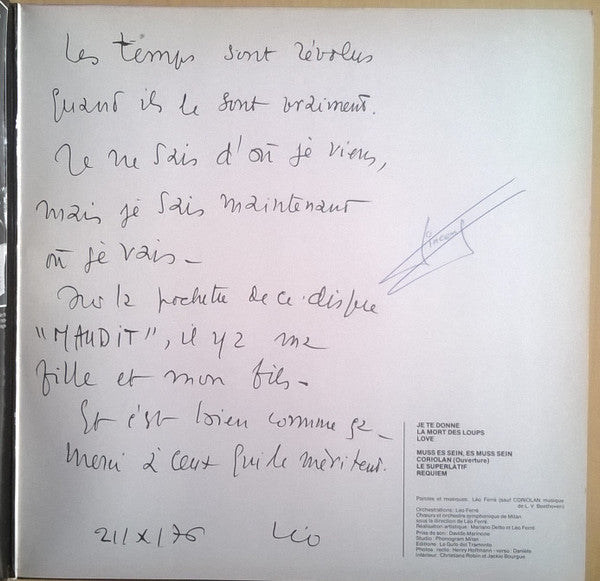 Les temps sont révolus
quand ils le sont vraiment.
Je ne sais d'où je viens,
mais je sais maintenant
où je vais -
Sur la pochette de ce disque
"MAUDIT", il y a ma
fille et mon fils -
Et c'est bien comme ça -
Merci à ceux qui le méritent.
21/X/76 Léo
JE TE DONNE
LA MORT DES LOUPS
LOVE
MUSS ES SEIN, ES MUSS SEIN
CORIOLAN (Ouverture)
LE SUPERLATIF
REQUIEM
Paroles et musiques: Léo Ferré (sauf CORIOLAN: musique
de L. V. Beethoven)
Orchestrations: Léo Ferré
Chœurs et orchestre symphonique de Milan
sous la direction de Léo Ferré
Réalisation artistique: Mariano Detto et Léo Ferré
Prise de son: Davide Marinone
Studio: Phonogram Milan
Editions: Le Guilo del Tramonto
Photos: recto: Henry Hoffmann - verso: Danièle
intérieur: Christiane Robin et Jackie Bourgue